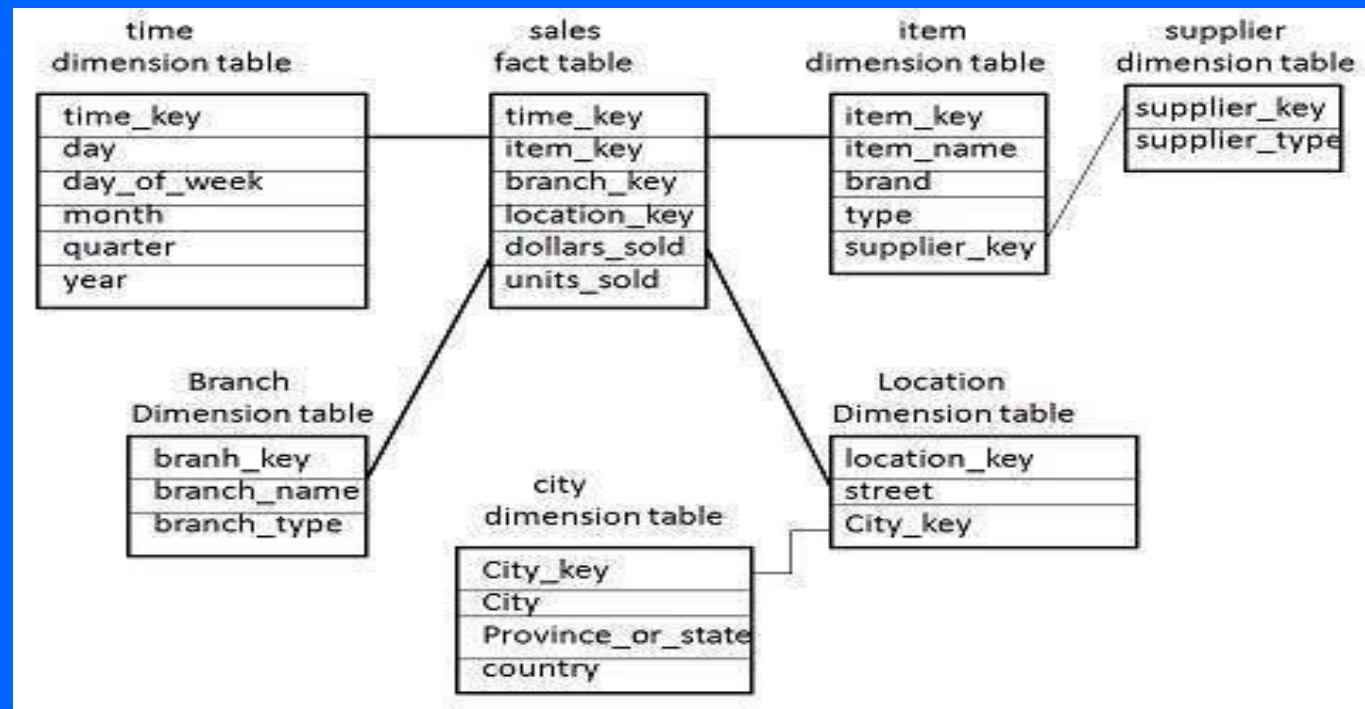 time
dimension table
time_key
day
day_of_week
month
quarter
year
sales
fact table
time_key
item_key
branch_key
location_key
dollars_sold
units_sold
item
dimension table
item_key
item_name
brand
type
supplier_key
supplier
dimension table
supplier_key
supplier_type
Branch
Dimension table
branh_key
branch_name
branch_type
city
dimension table
City_key
City
Province_or_state
country
Location
Dimension table
location_key
street
City_key